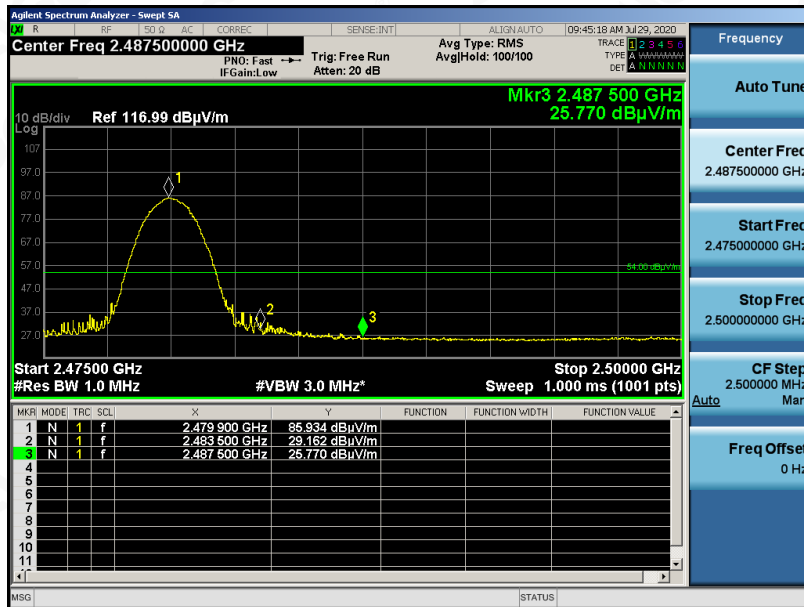 Agilent Spectrum Analyzer - Swept SA
LXI R RF 50 Ω AC CORREC SENSE:INT ALIGN AUTO 09:45:18 AM Jul 29, 2020
Center Freq 2.487500000 GHz
PNO: Fast
IFGain:Low
Trig: Free Run
Atten: 20 dB
Avg Type: RMS
Avg|Hold: 100/100
TRACE 1 2 3 4 5 6
TYPE A WWWWW
DET A N N N N N
Mkr3 2.487 500 GHz
25.770 dBµV/m
10 dB/div Ref 116.99 dBµV/m
Log
107
97.0
87.0
77.0
67.0
57.0
47.0
37.0
27.0
1
2
3
54.00 dBµV/m
Start 2.47500 GHz Stop 2.50000 GHz
#Res BW 1.0 MHz #VBW 3.0 MHz* Sweep 1.000 ms (1001 pts)
MKR MODE TRC SCL X Y FUNCTION FUNCTION WIDTH FUNCTION VALUE
1 N 1 f 2.479 900 GHz 85.934 dBµV/m
2 N 1 f 2.483 500 GHz 29.162 dBµV/m
3 N 1 f 2.487 500 GHz 25.770 dBµV/m
4
5
6
7
8
9
10
11
MSG STATUS
Frequency
Auto Tune
Center Freq
2.487500000 GHz
Start Freq
2.475000000 GHz
Stop Freq
2.500000000 GHz
CF Step
2.500000 MHz
Auto Man
Freq Offset
0 Hz